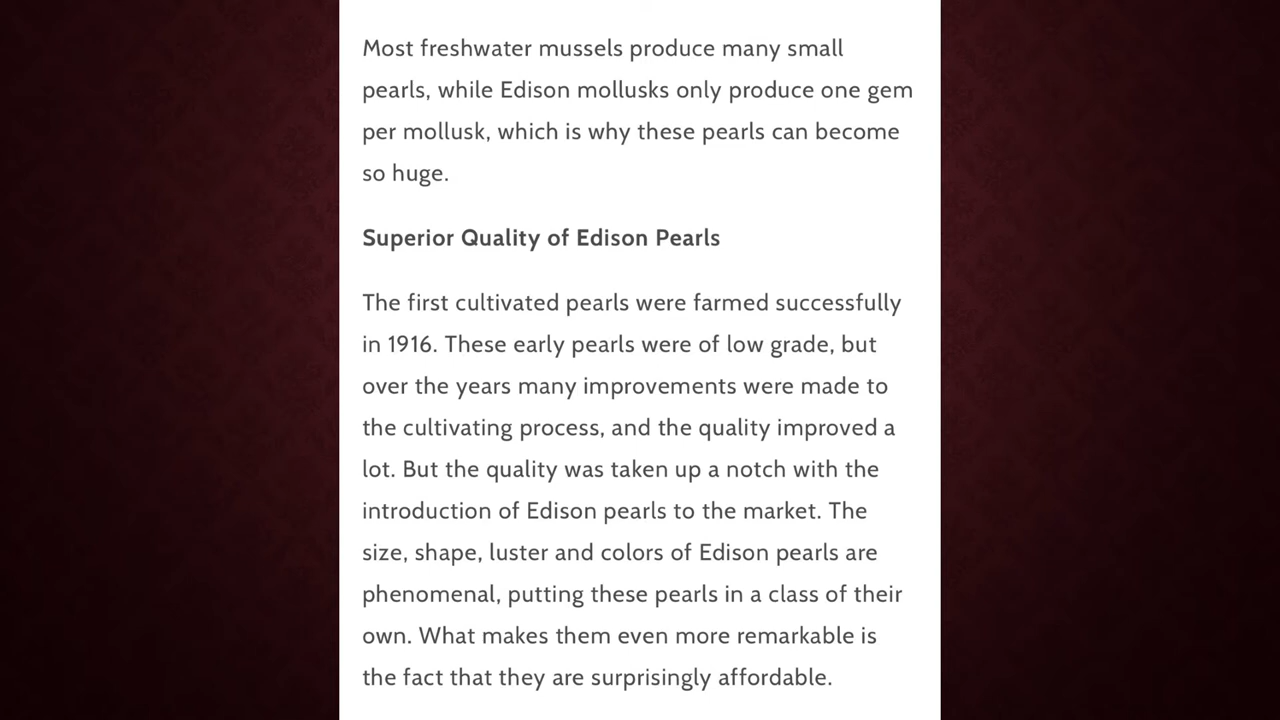 Most freshwater mussels produce many small
pearls, while Edison mollusks only produce one gem
per mollusk, which is why these pearls can become
so huge.
Superior Quality of Edison Pearls
The first cultivated pearls were farmed successfully
in 1916. These early pearls were of low grade, but
over the years many improvements were made to
the cultivating process, and the quality improved a
lot. But the quality was taken up a notch with the
introduction of Edison pearls to the market. The
size, shape, luster and colors of Edison pearls are
phenomenal, putting these pearls in a class of their
own. What makes them even more remarkable is
the fact that they are surprisingly affordable.